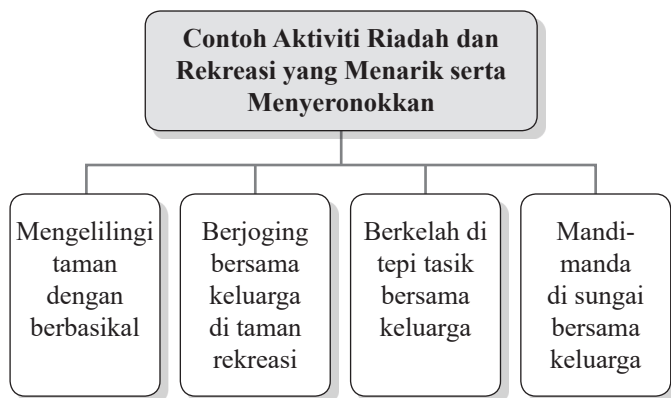 Contoh Aktiviti Riadah dan
Rekreasi yang Menarik serta
Menyeronokkan
Mengelilingi
taman
dengan
berbasikal
Berjoging
bersama
keluarga
di taman
rekreasi
Berkelah di
tepi tasik
bersama
keluarga
Mandi-
manda
di sungai
bersama
keluarga